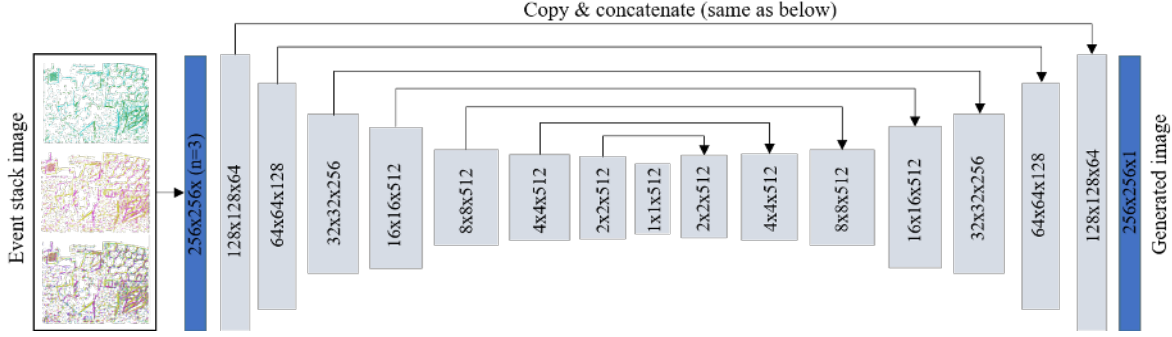 Copy & concatenate (same as below)
Event stack image
256x256x (n=3)
128x128x64
64x64x128
32x32x256
16x16x512
8x8x512
4x4x512
2x2x512
1x1x512
2x2x512
4x4x512
8x8x512
16x16x512
32x32x256
64x64x128
128x128x64
256x256x1
Generated image